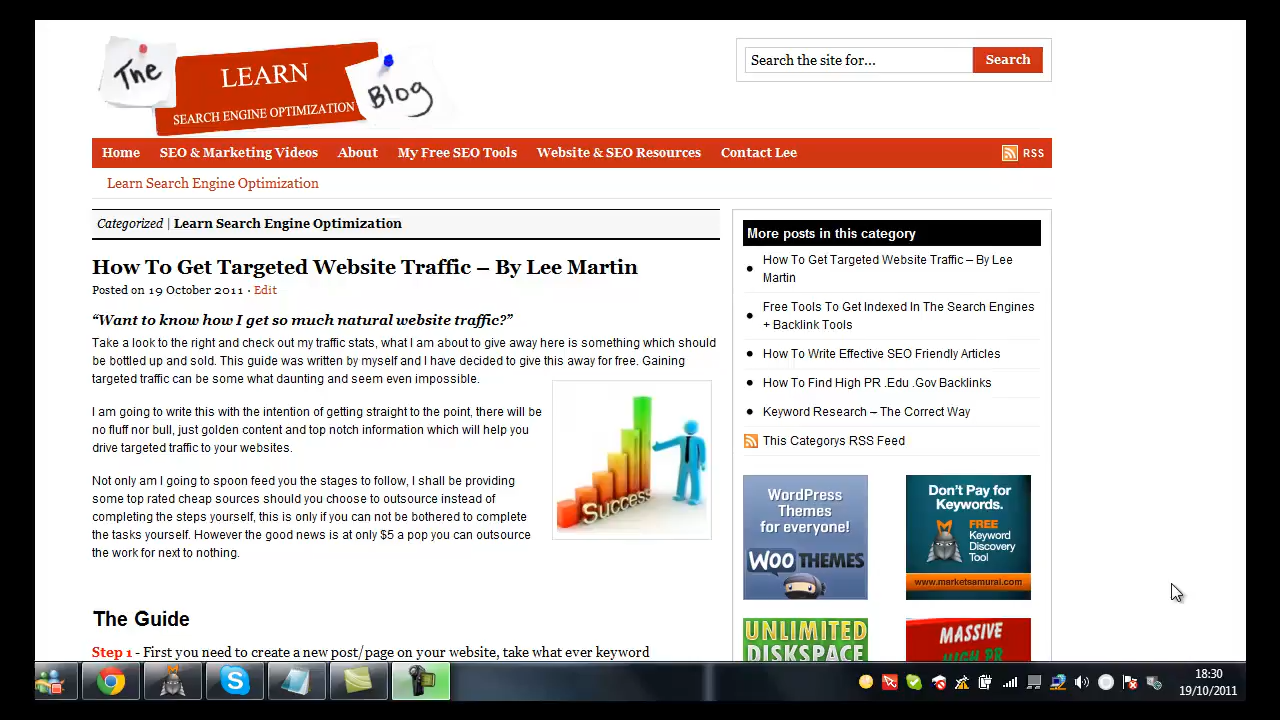 The
LEARN
SEARCH ENGINE OPTIMIZATION
Blog
Search the site for...
Search
Home
SEO & Marketing Videos
About
My Free SEO Tools
Website & SEO Resources
Contact Lee
RSS
Learn Search Engine Optimization
Categorized | Learn Search Engine Optimization
How To Get Targeted Website Traffic – By Lee Martin
Posted on 19 October 2011 · Edit
“Want to know how I get so much natural website traffic?”
Take a look to the right and check out my traffic stats, what I am about to give away here is something which should
be bottled up and sold. This guide was written by myself and I have decided to give this away for free. Gaining
targeted traffic can be some what daunting and seem even impossible.
I am going to write this with the intention of getting straight to the point, there will be
no fluff nor bull, just golden content and top notch information which will help you
drive targeted traffic to your websites.
Success
Not only am I going to spoon feed you the stages to follow, I shall be providing
some top rated cheap sources should you choose to outsource instead of
completing the steps yourself, this is only if you can not be bothered to complete
the tasks yourself. However the good news is at only $5 a pop you can outsource
the work for next to nothing.
The Guide
Step 1 - First you need to create a new post/page on your website, take what ever keyword
More posts in this category
How To Get Targeted Website Traffic – By Lee
Martin
Free Tools To Get Indexed In The Search Engines
+ Backlink Tools
How To Write Effective SEO Friendly Articles
How To Find High PR .Edu .Gov Backlinks
Keyword Research – The Correct Way
This Categorys RSS Feed
WordPress
Themes
for everyone!
WOO THEMES
Don't Pay for
Keywords.
FREE
Keyword
Discovery
Tool
www.marketsamurai.com
UNLIMITED
DISKSPACE
MASSIVE
HIGH PR
18:30
19/10/2011